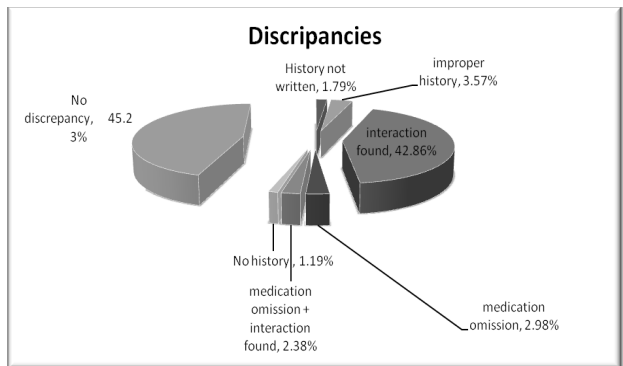 Discripancies
History not
written, 1.79%
improper
history, 3.57%
No
discrepancy, 45.2
3%
interaction
found, 42.86%
No history, 1.19%
medication
omission +
interaction
found, 2.38%
medication
omission, 2.98%